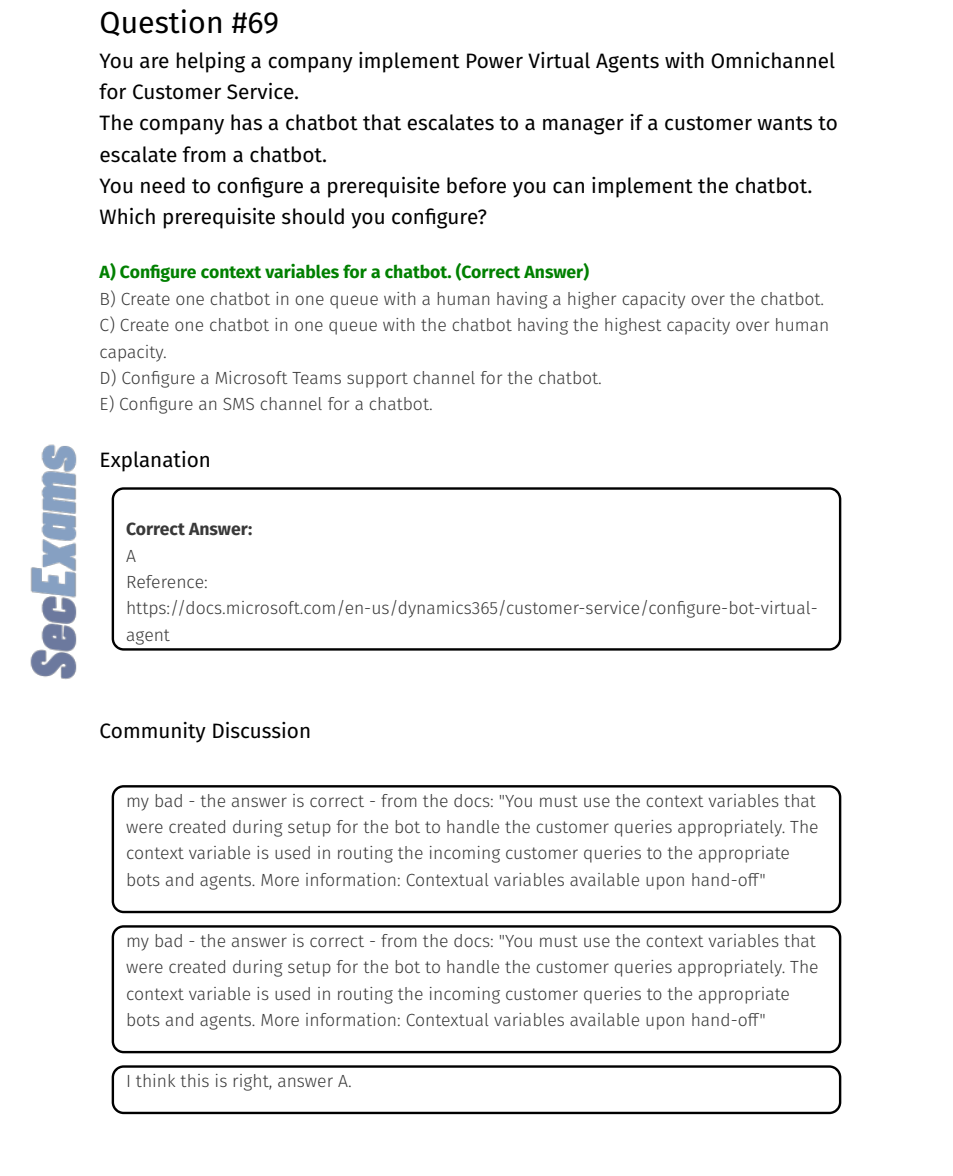 Question #69
You are helping a company implement Power Virtual Agents with Omnichannel
for Customer Service.
The company has a chatbot that escalates to a manager if a customer wants to
escalate from a chatbot.
You need to configure a prerequisite before you can implement the chatbot.
Which prerequisite should you configure?
A) Configure context variables for a chatbot. (Correct Answer)
B) Create one chatbot in one queue with a human having a higher capacity over the chatbot.
C) Create one chatbot in one queue with the chatbot having the highest capacity over human
capacity.
D) Configure a Microsoft Teams support channel for the chatbot.
E) Configure an SMS channel for a chatbot.
SecExams
Explanation
Correct Answer:
A
Reference:
https://docs.microsoft.com/en-us/dynamics365/customer-service/configure-bot-virtual-
agent
Community Discussion
my bad - the answer is correct - from the docs: "You must use the context variables that
were created during setup for the bot to handle the customer queries appropriately. The
context variable is used in routing the incoming customer queries to the appropriate
bots and agents. More information: Contextual variables available upon hand-off"
my bad - the answer is correct - from the docs: "You must use the context variables that
were created during setup for the bot to handle the customer queries appropriately. The
context variable is used in routing the incoming customer queries to the appropriate
bots and agents. More information: Contextual variables available upon hand-off"
I think this is right, answer A.